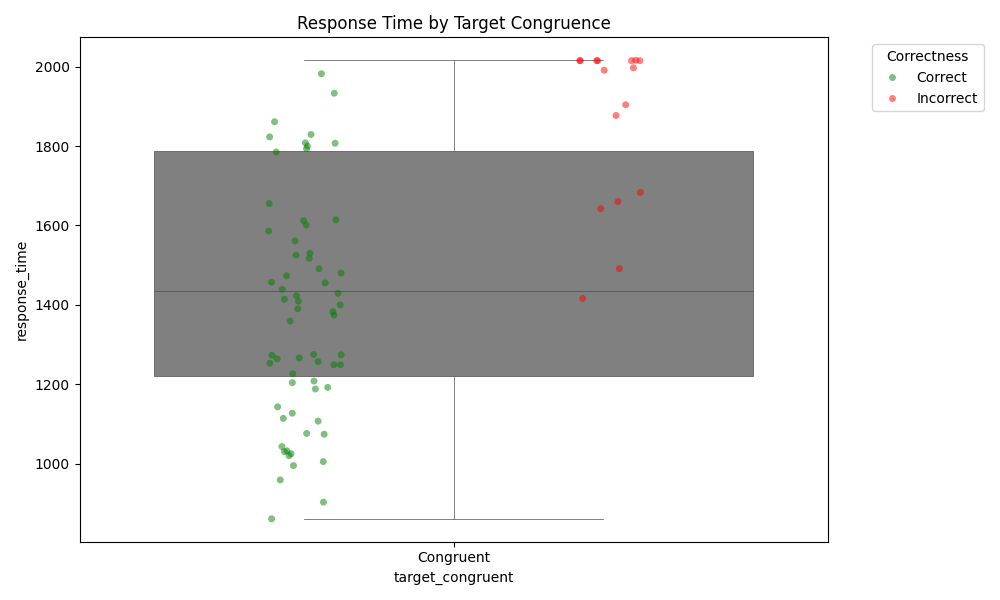 Response Time by Target Congruence
Correctness
Correct
Incorrect
2000
1800
1600
1400
1200
1000
response_time
Congruent
target_congruent